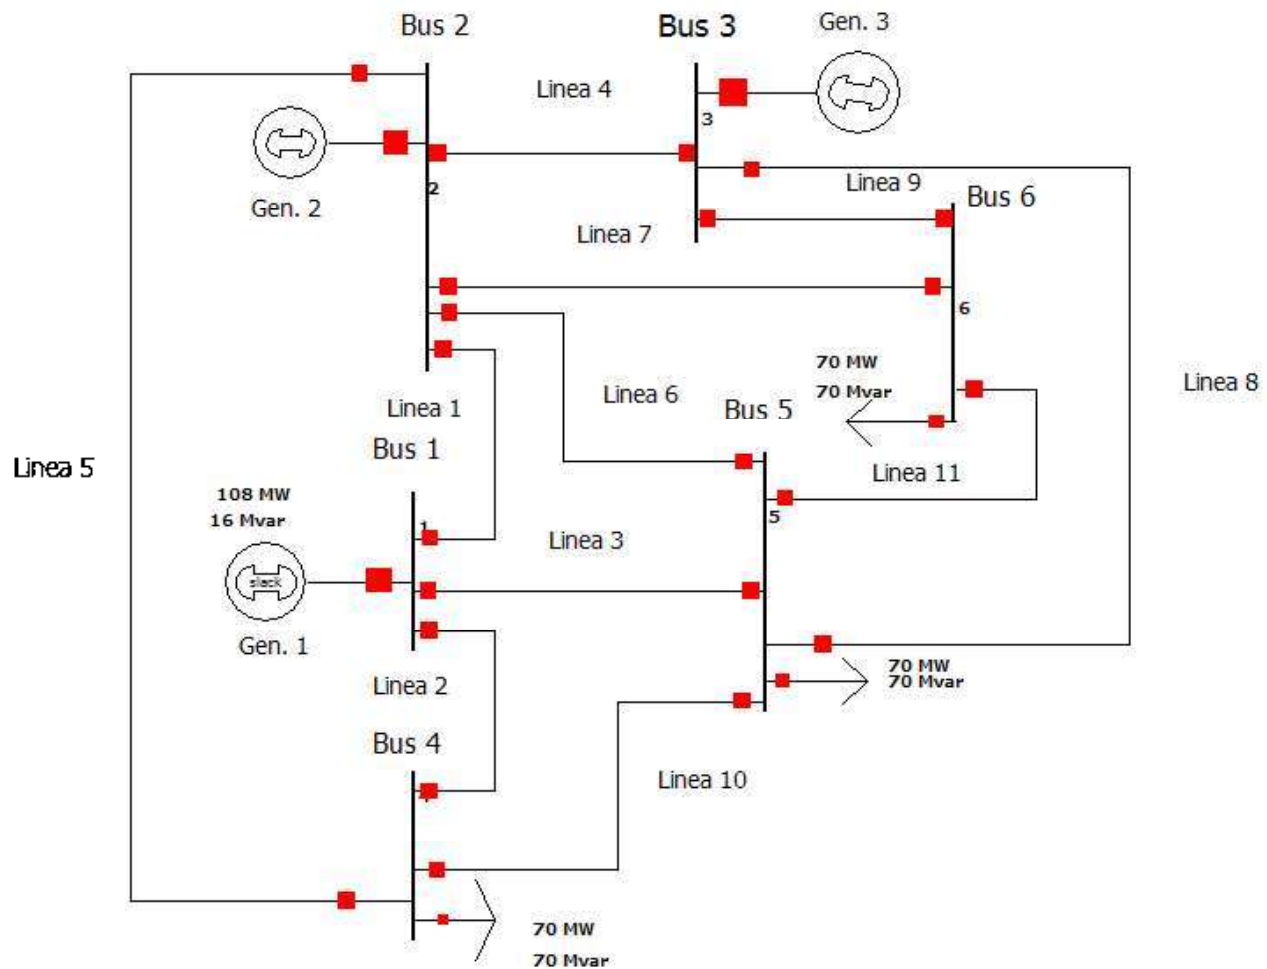 Bus 2
Bus 3
Gen. 3
Linea 4
3
Linea 9
2
Bus 6
Gen. 2
Linea 7
6
70 MW
70 Mvar
Linea 8
Linea 6
Bus 5
Linea 1
Bus 1
Linea 5
Linea 11
108 MW
16 Mvar
5
1
Linea 3
slack
Gen. 1
70 MW
70 Mvar
Linea 2
Bus 4
Linea 10
70 MW
70 Mvar